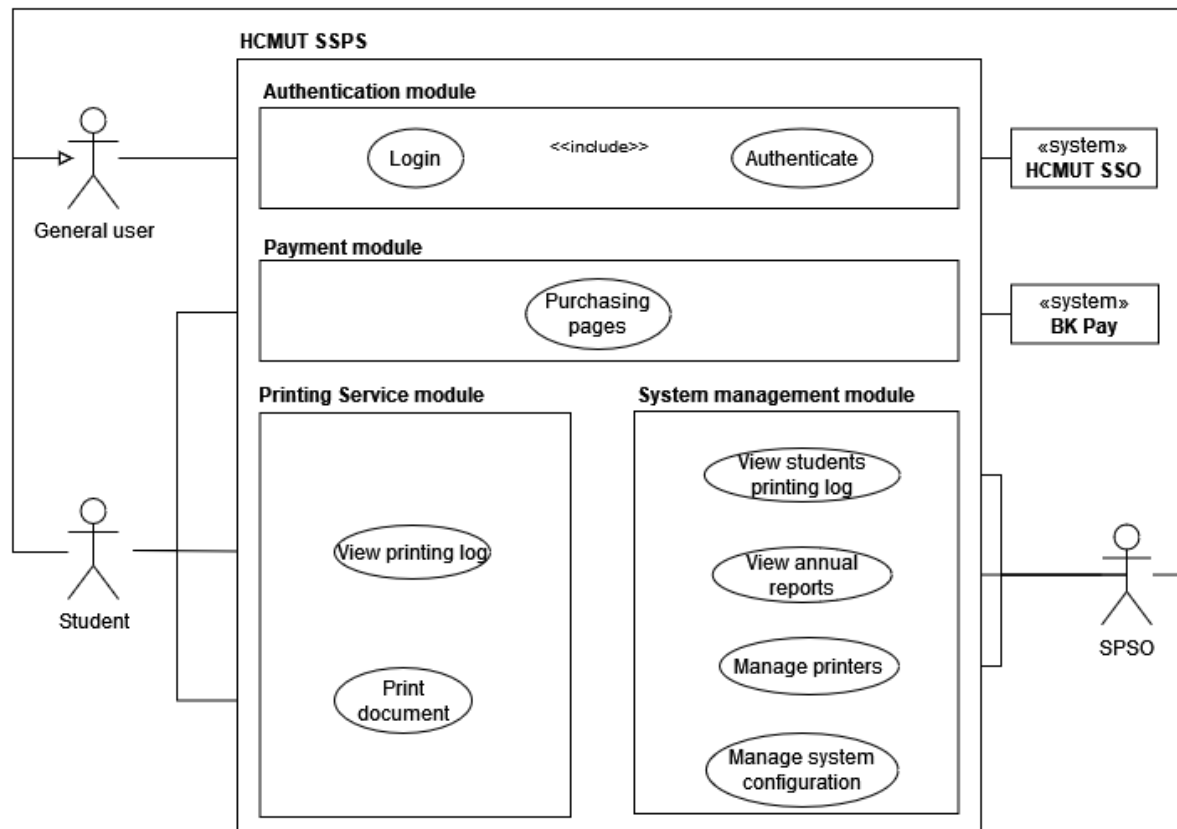 HCMUT SSPS
Authentication module
Login
<<include>>
Authenticate
«system»
HCMUT SSO
General user
Payment module
Purchasing
pages
«system»
BK Pay
Printing Service module
View printing log
Print
document
System management module
View students
printing log
View annual
reports
Manage printers
Manage system
configuration
Student
SPSO